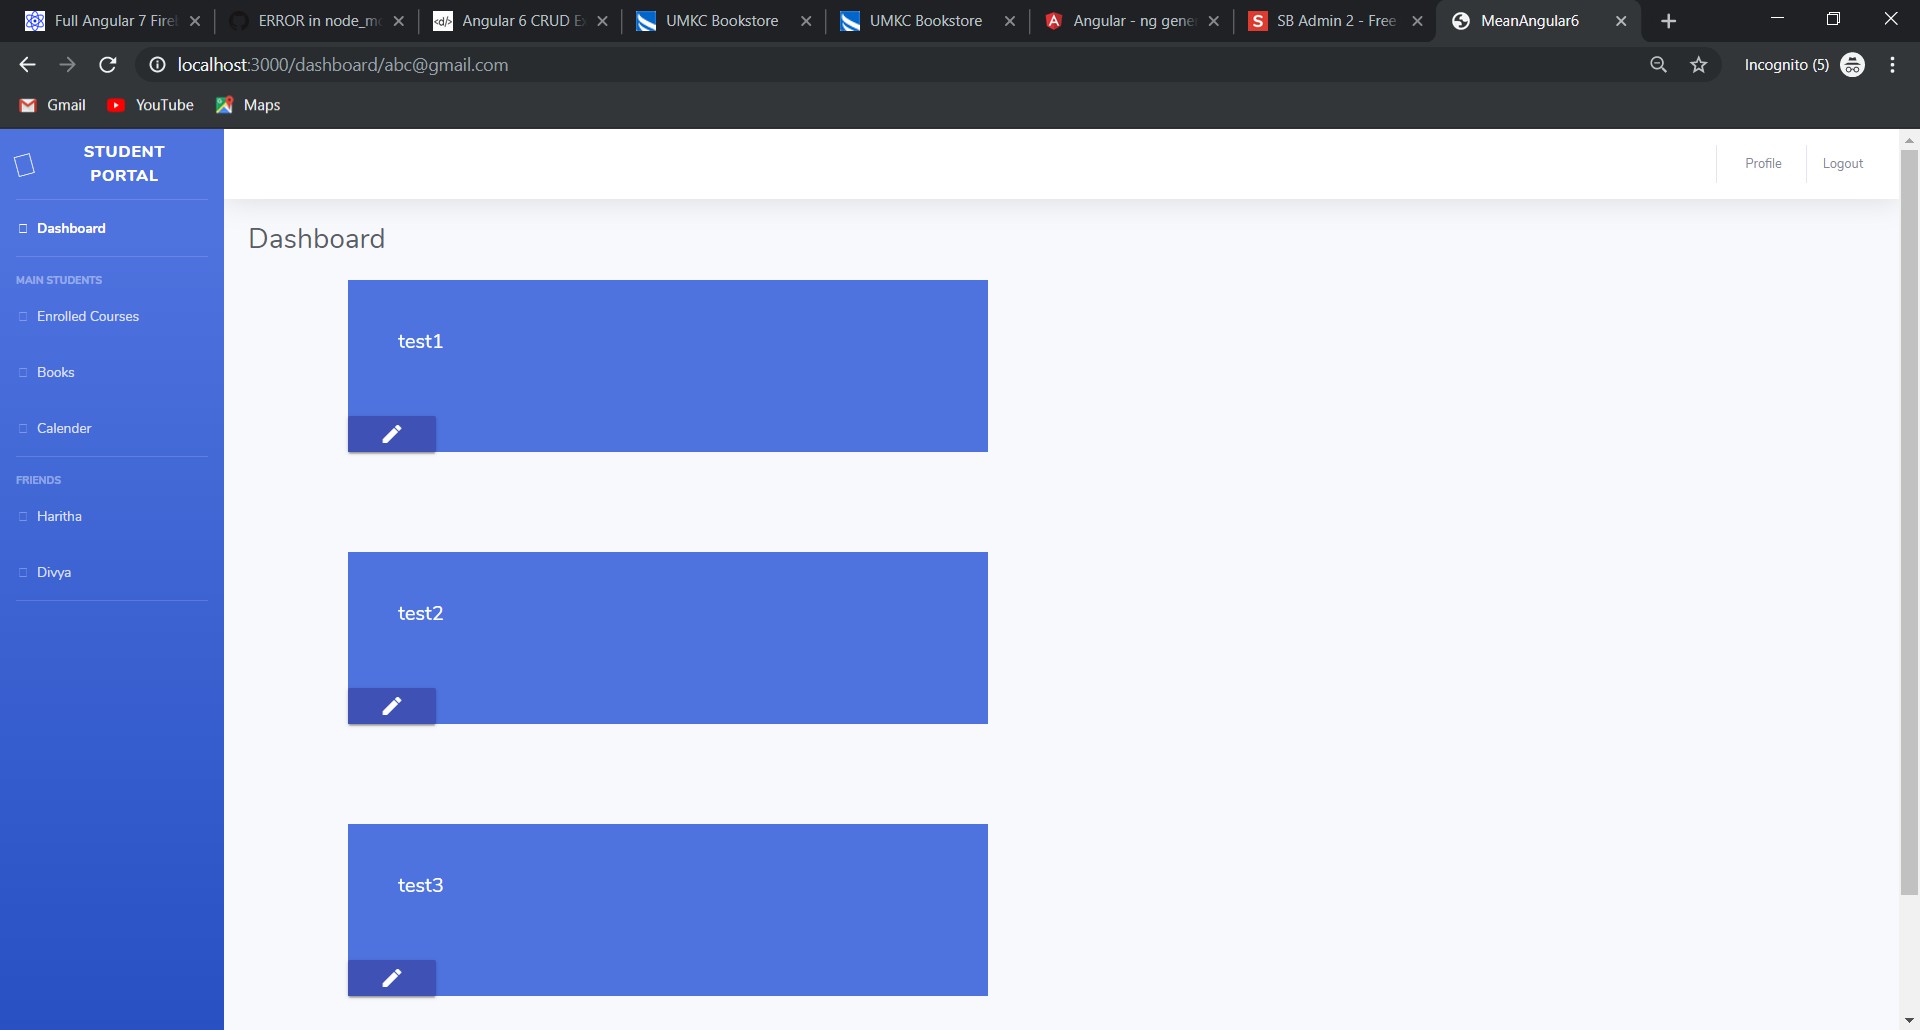 Full Angular 7 Fire
ERROR in node_mo
Angular 6 CRUD E
UMKC Bookstore
UMKC Bookstore
Angular - ng gene
SB Admin 2 - Free
MeanAngular6
localhost:3000/dashboard/abc@gmail.com
Incognito (5)
Gmail
YouTube
Maps
STUDENT
PORTAL
Profile
Logout
Dashboard
MAIN STUDENTS
Enrolled Courses
Books
Calender
FRIENDS
Haritha
Divya
Dashboard
test1
test2
test3